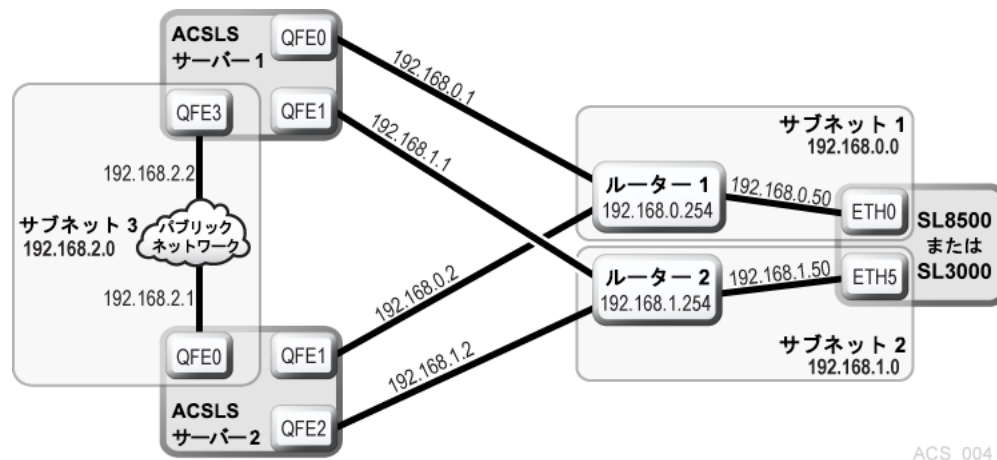 ACSLS
サーバー 1
QFE0
QFE1
QFE3
192.168.0.1
192.168.1.1
192.168.2.2
サブネット 3
192.168.2.0
パブリック
ネットワーク
192.168.2.1
QFE0
QFE1
QFE2
ACSLS
サーバー 2
192.168.0.2
192.168.1.2
サブネット 1
192.168.0.0
ルーター 1
192.168.0.254
192.168.0.50
ETH0
SL8500
または
SL3000
ルーター 2
192.168.1.254
192.168.1.50
ETH5
サブネット 2
192.168.1.0
ACS_004